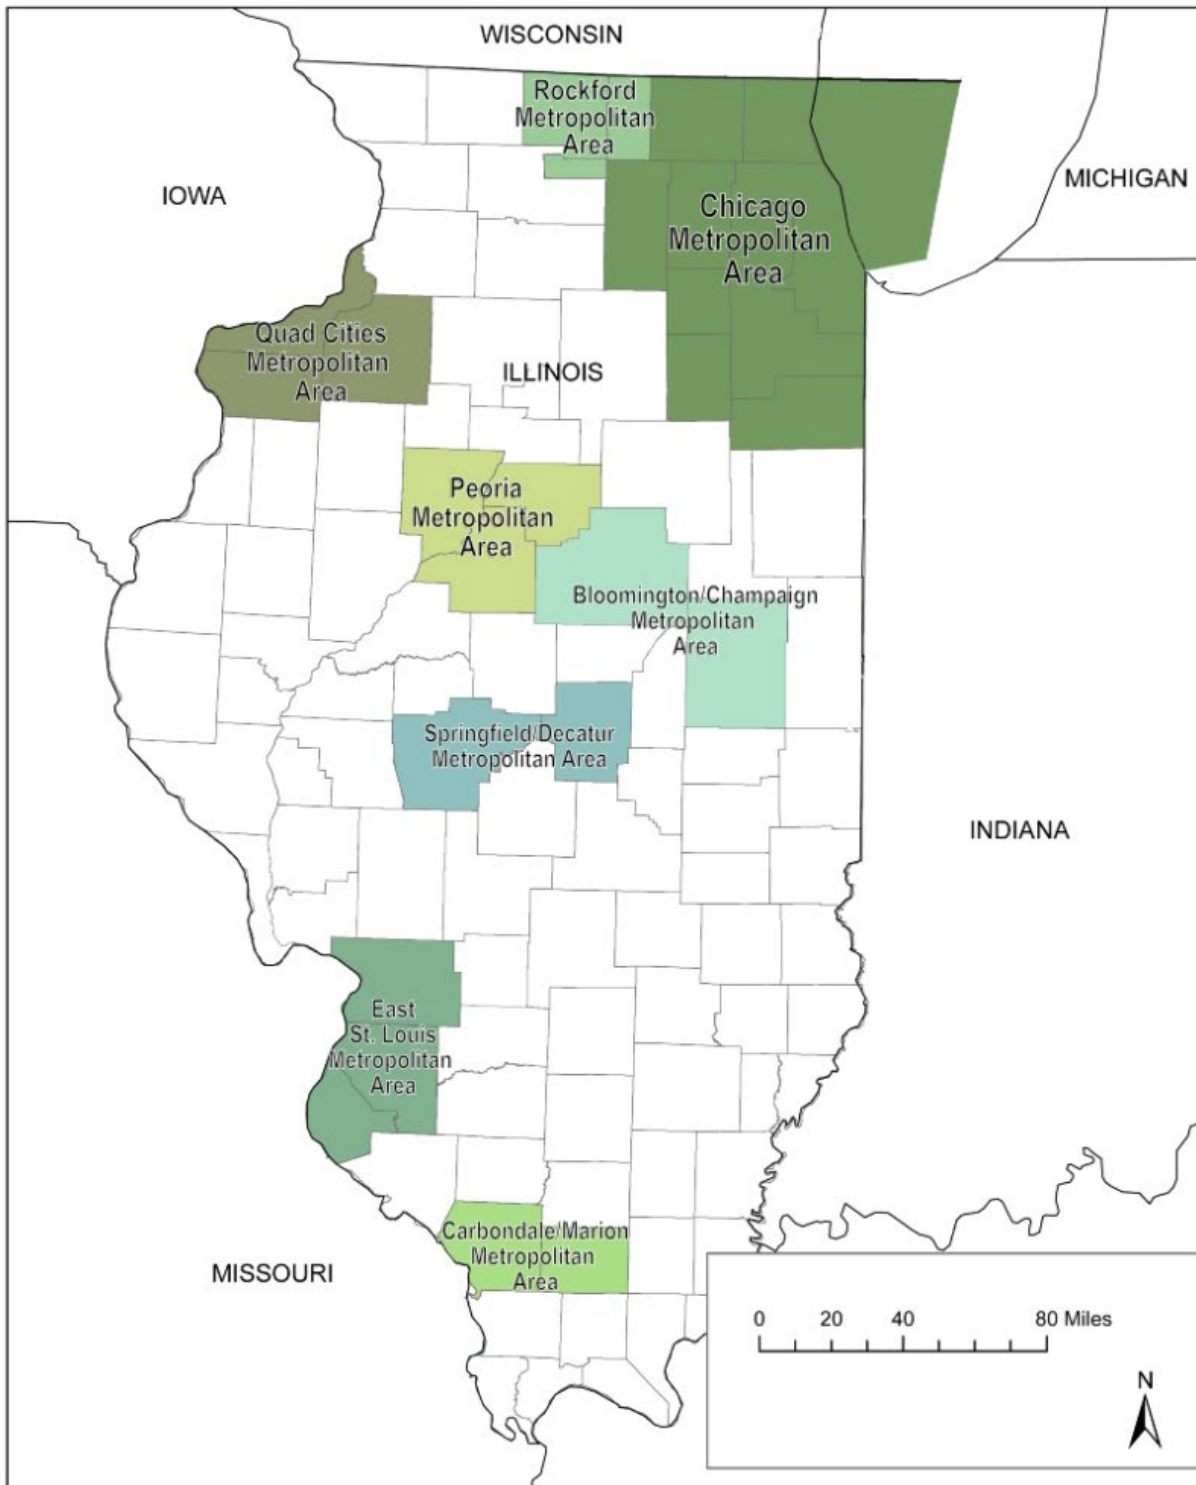 WISCONSIN
Rockford
Metropolitan
Area
MICHIGAN
IOWA
Chicago
Metropolitan
Area
Quad Cities
Metropolitan
Area
ILLINOIS
Peoria
Metropolitan
Area
Bloomington/Champaign
Metropolitan
Area
Springfield/Decatur
Metropolitan Area
INDIANA
East
St. Louis
Metropolitan
Area
Carbondale/Marion
Metropolitan
Area
MISSOURI
0 20 40 80 Miles
N